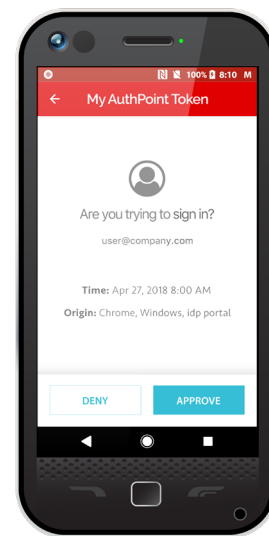 100% 8:10 M
My AuthPoint Token
Are you trying to sign in?
user@company.com
Time: Apr 27, 2018 8:00 AM
Origin: Chrome, Windows, idp portal
DENY
APPROVE